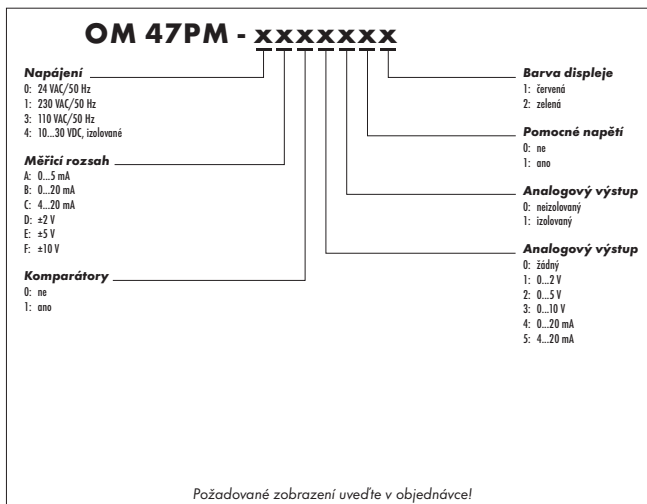 OM 47PM - xxxxxxx
Napájení
0: 24 VAC/50 Hz
1: 230 VAC/50 Hz
3: 110 VAC/50 Hz
4: 10...30 VDC, izolované
Měřicí rozsah
A: 0...5 mA
B: 0...20 mA
C: 4...20 mA
D: ±2 V
E: ±5 V
F: ±10 V
Komparátory
0: ne
1: ano
Barva displeje
1: červená
2: zelená
Pomocné napětí
0: ne
1: ano
Analogový výstup
0: neizolovaný
1: izolovaný
Analogový výstup
0: žádný
1: 0...2 V
2: 0...5 V
3: 0...10 V
4: 0...20 mA
5: 4...20 mA
Požadované zobrazení uveďte v objednávce!